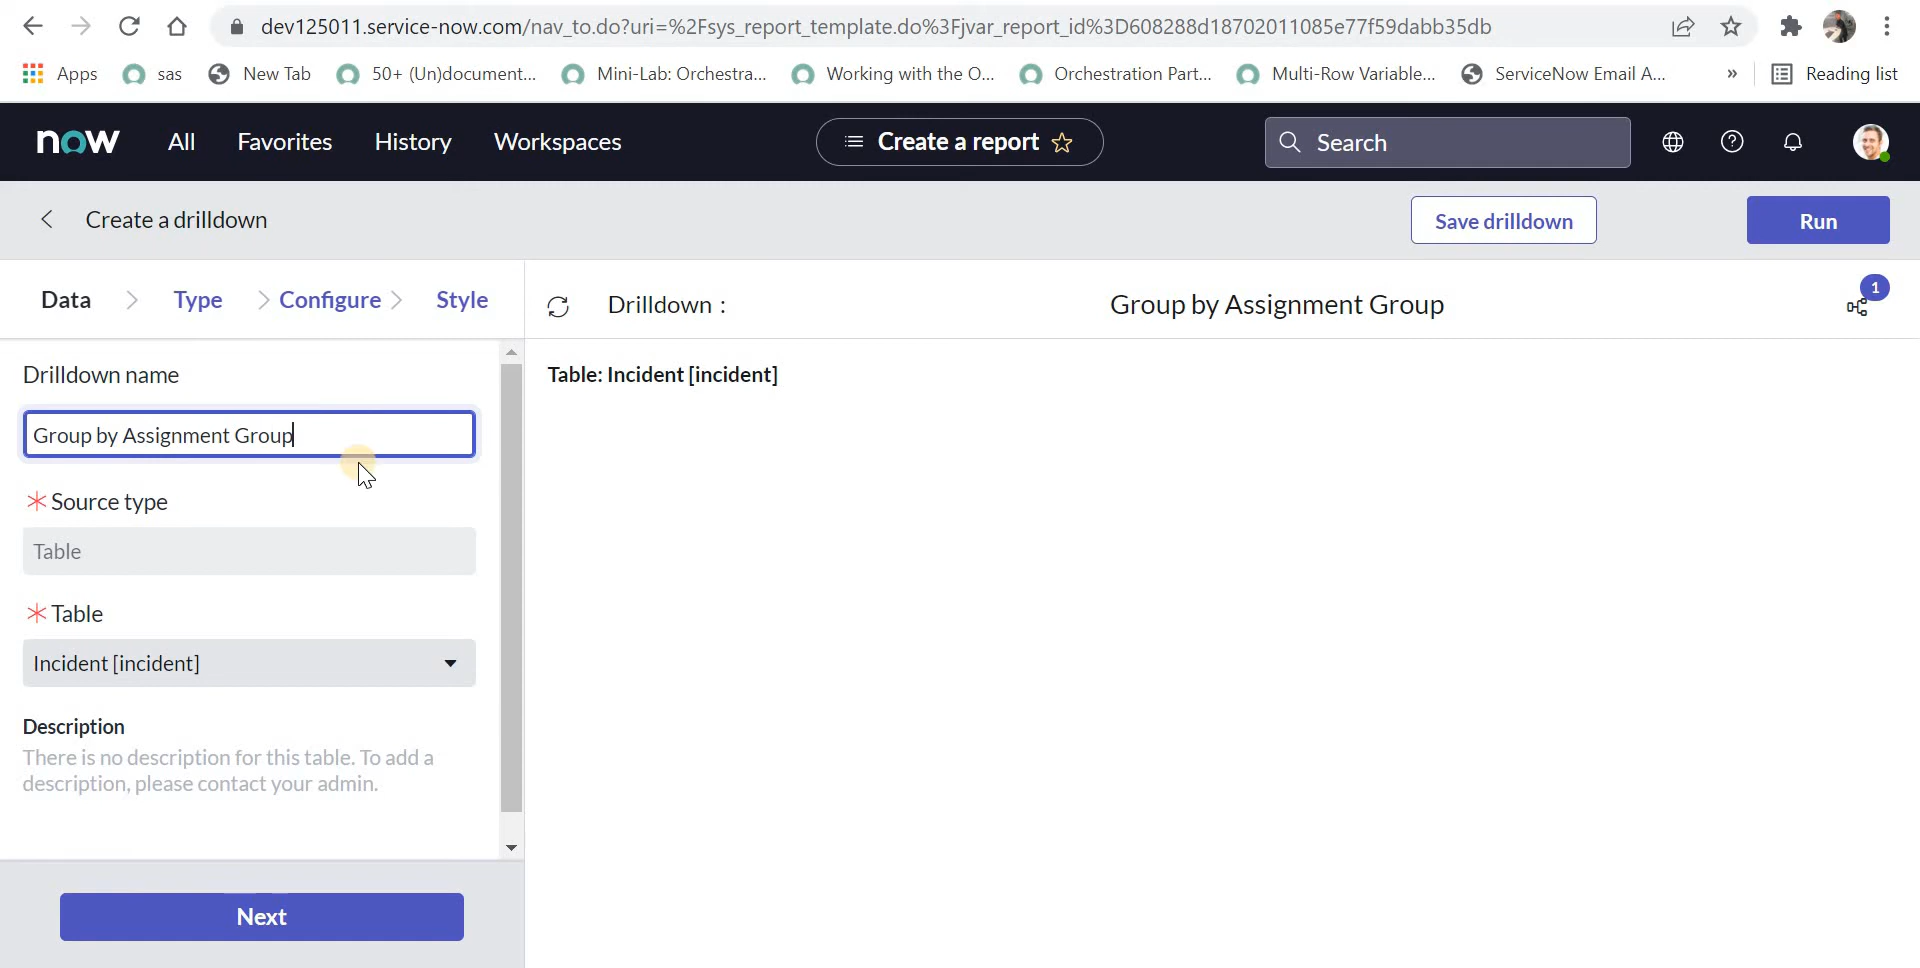 dev125011.service-now.com/nav_to.do?uri=%2Fsys_report_template.do%3Fjvar_report_id%3D608288d18702011085e77f59dabb35db
Apps sas New Tab 50+ (Un)document... Mini-Lab: Orchestra... Working with the O... Orchestration Part... Multi-Row Variable... ServiceNow Email A... » Reading list
now All Favorites History Workspaces Create a report Search
Create a drilldown Save drilldown Run
Data Type Configure Style
Drilldown : Group by Assignment Group 1
Drilldown name
Group by Assignment Group
Source type
Table
Table
Incident [incident]
Description
There is no description for this table. To add a
description, please contact your admin.
Next
Table: Incident [incident]